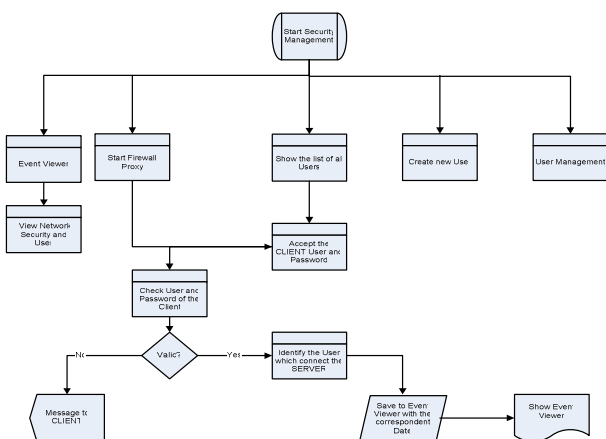 Start Security
Management
Event Viewer
Start Firewall
Proxy
Show the list of al
Users
Create new Use
User Management
View Network
Security and
User
Accept the
CLIENT User and
Password
Check User and
Password of the
Client
Valid?
No
Yes
Identify the User
which connect the
SERVER
Message to
CLIENT
Save to Event
Viewer with the
correspondent
Date
Show Event
Viewer